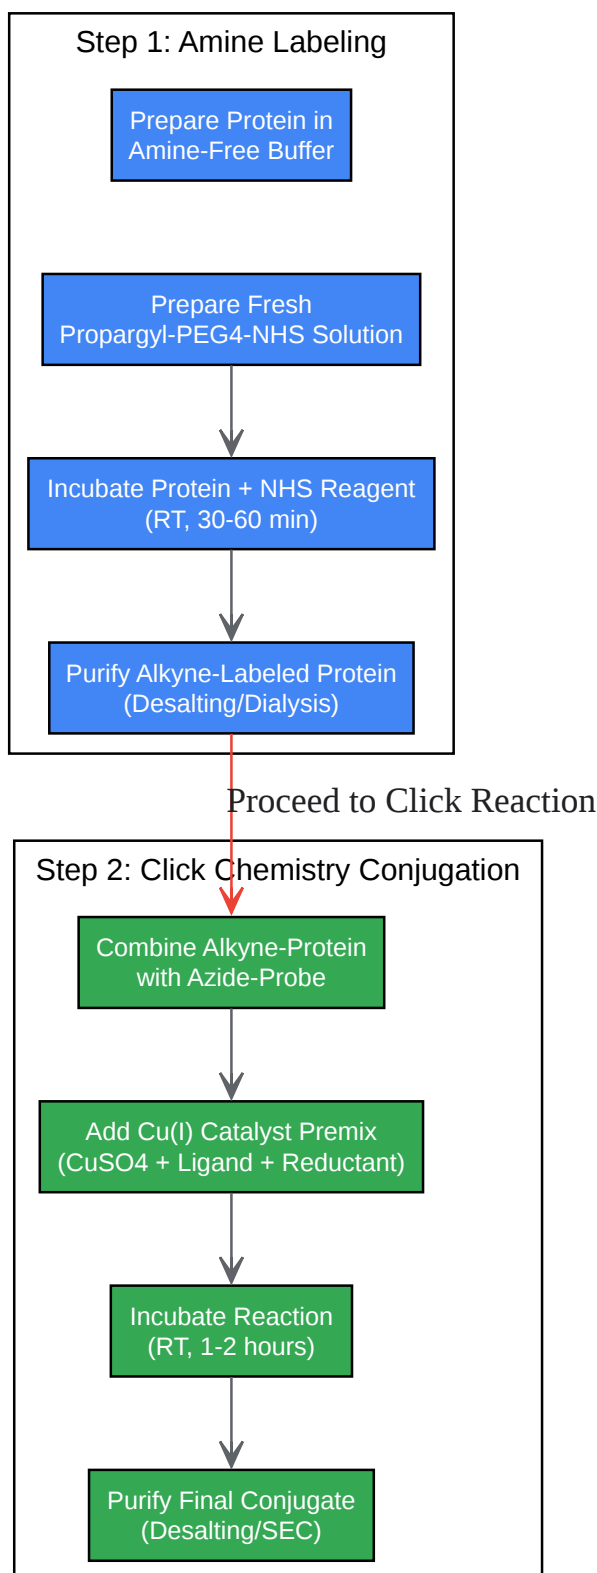 Step 1: Amine Labeling
Prepare Protein in
Amine-Free Buffer
Prepare Fresh
Propargyl-PEG4-NHS Solution
Incubate Protein + NHS Reagent
(RT, 30-60 min)
Purify Alkyne-Labeled Protein
(Desalting/Dialysis)
Proceed to Click Reaction
Step 2: Click Chemistry Conjugation
Combine Alkyne-Protein
with Azide-Probe
Add Cu(I) Catalyst Premix
(CuSO4 + Ligand + Reductant)
Incubate Reaction
(RT, 1-2 hours)
Purify Final Conjugate
(Desalting/SEC)